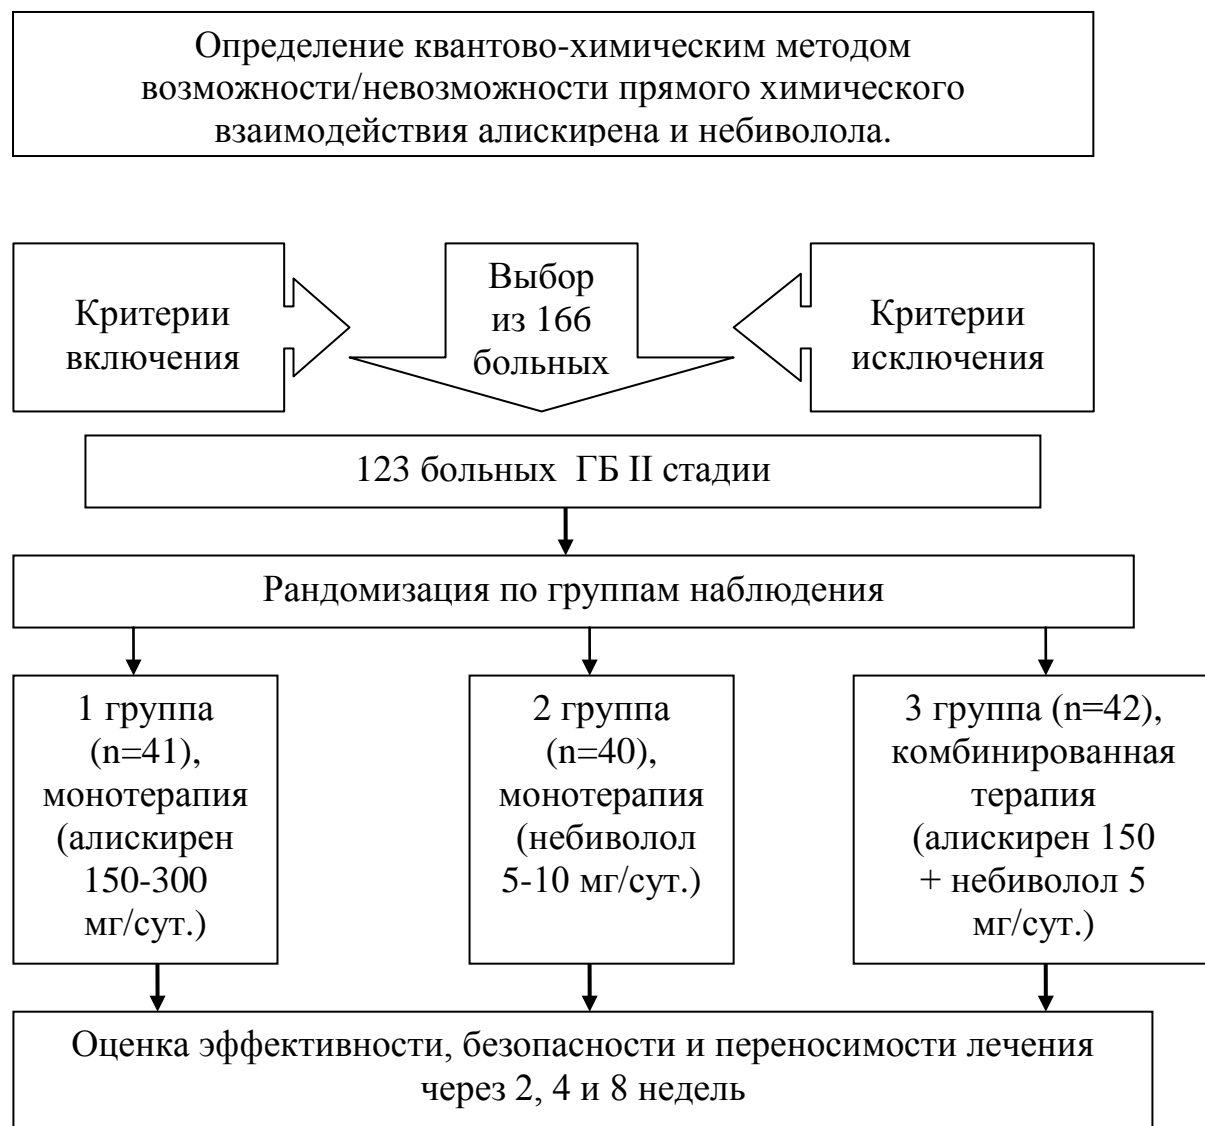 Определение квантово-химическим методом
возможности/невозможности прямого химического
взаимодействия алискирена и небиволола.
Критерии
включения
Выбор
из 166
больных
Критерии
исключения
123 больных ГБ II стадии
Рандомизация по группам наблюдения
1 группа
(n=41),
монотерапия
(алискирен
150-300
мг/сут.)
2 группа
(n=40),
монотерапия
(небиволол
5-10 мг/сут.)
3 группа (n=42),
комбинированная
терапия
(алискирен 150
+ небиволол 5
мг/сут.)
Оценка эффективности, безопасности и переносимости лечения
через 2, 4 и 8 недель